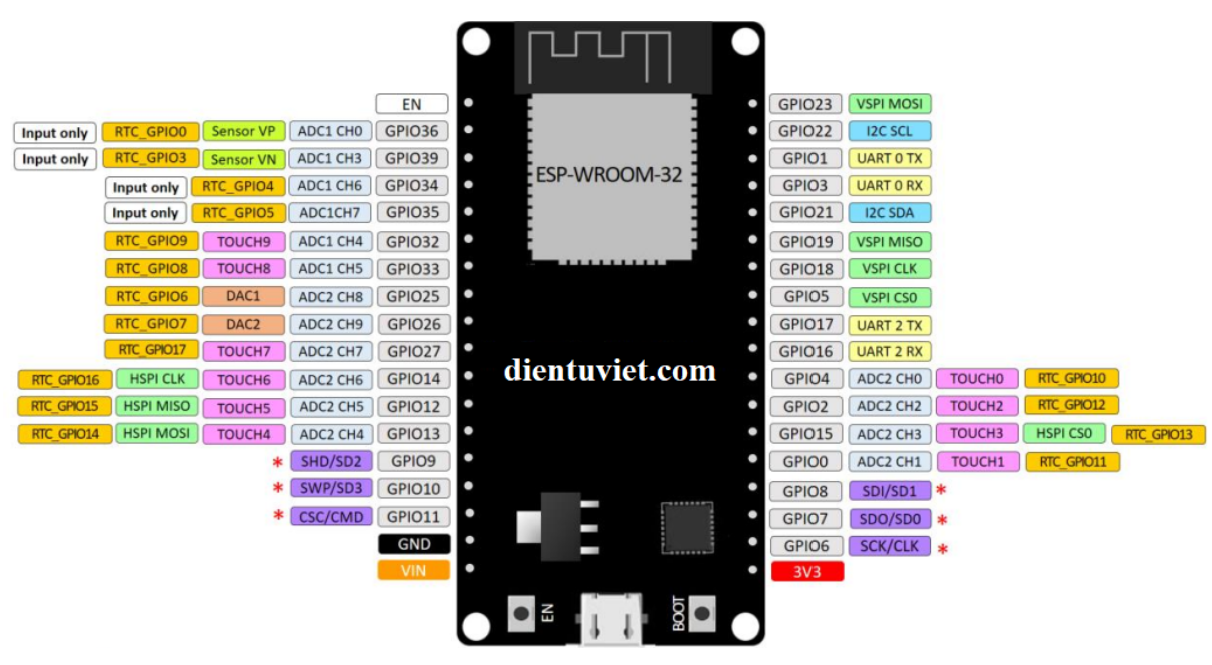 EN GPIO23 VSPI MOSI
Input only RTC_GPIO0 Sensor VP ADC1 CH0 GPIO36 GPIO22 I2C SCL
Input only RTC_GPIO3 Sensor VN ADC1 CH3 GPIO39 GPIO1 UART 0 TX
Input only RTC_GPIO4 ADC1 CH6 GPIO34 ESP-WROOM-32 GPIO3 UART 0 RX
Input only RTC_GPIO5 ADC1CH7 GPIO35 GPIO21 I2C SDA
RTC_GPIO9 TOUCH9 ADC1 CH4 GPIO32 GPIO19 VSPI MISO
RTC_GPIO8 TOUCH8 ADC1 CH5 GPIO33 GPIO18 VSPI CLK
RTC_GPIO6 DAC1 ADC2 CH8 GPIO25 GPIO5 VSPI CS0
RTC_GPIO7 DAC2 ADC2 CH9 GPIO26 GPIO17 UART 2 TX
RTC_GPIO17 TOUCH7 ADC2 CH7 GPIO27 GPIO16 UART 2 RX
RTC_GPIO16 HSPI CLK TOUCH6 ADC2 CH6 GPIO14 dientuviet.com GPIO4 ADC2 CH0 TOUCH0 RTC_GPIO10
RTC_GPIO15 HSPI MISO TOUCH5 ADC2 CH5 GPIO12 GPIO2 ADC2 CH2 TOUCH2 RTC_GPIO12
RTC_GPIO14 HSPI MOSI TOUCH4 ADC2 CH4 GPIO13 GPIO15 ADC2 CH3 TOUCH3 HSPI CS0 RTC_GPIO13
* SHD/SD2 GPIO9 GPIO0 ADC2 CH1 TOUCH1 RTC_GPIO11
* SWP/SD3 GPIO10 GPIO8 SDI/SD1 *
* CSC/CMD GPIO11 GPIO7 SDO/SD0 *
GND GPIO6 SCK/CLK *
VIN 3V3
EN BOOT